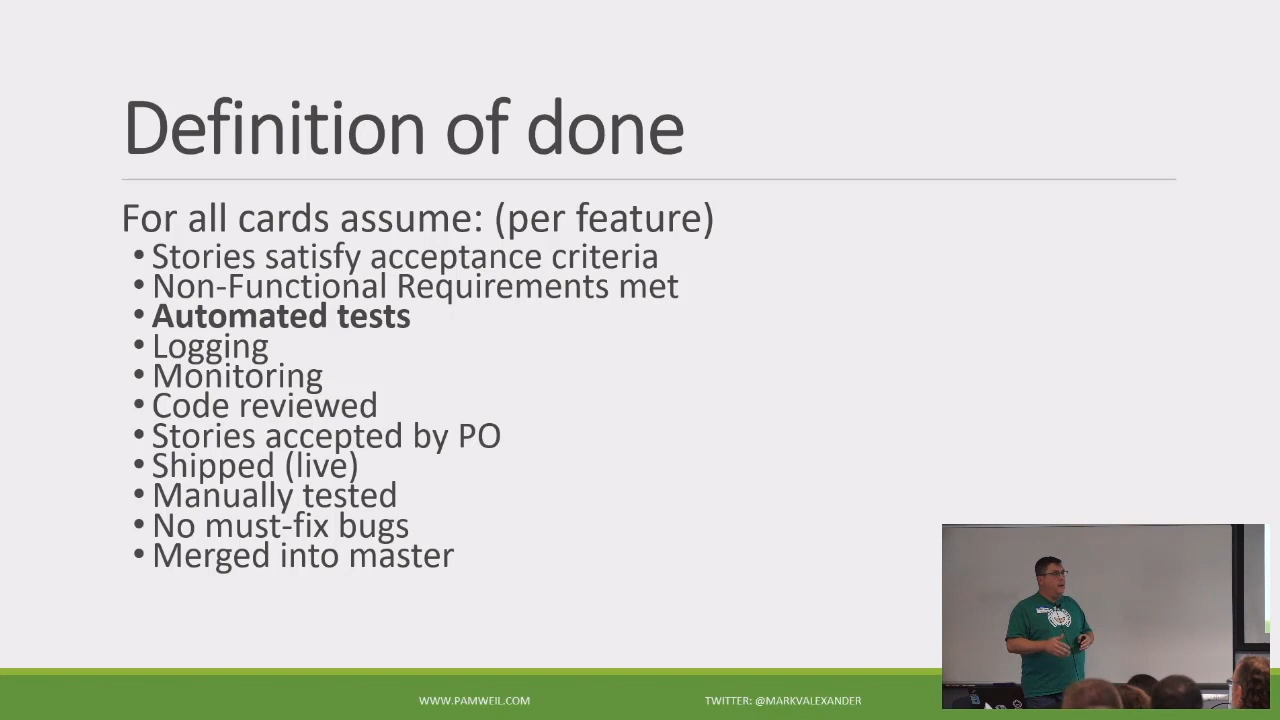 Definition of done
For all cards assume: (per feature)
• Stories satisfy acceptance criteria
• Non-Functional Requirements met
• Automated tests
• Logging
• Monitoring
• Code reviewed
• Stories accepted by PO
• Shipped (live)
• Manually tested
• No must-fix bugs
• Merged into master
WWW.PAMWEIL.COM
TWITTER: @MARKVALEXANDER